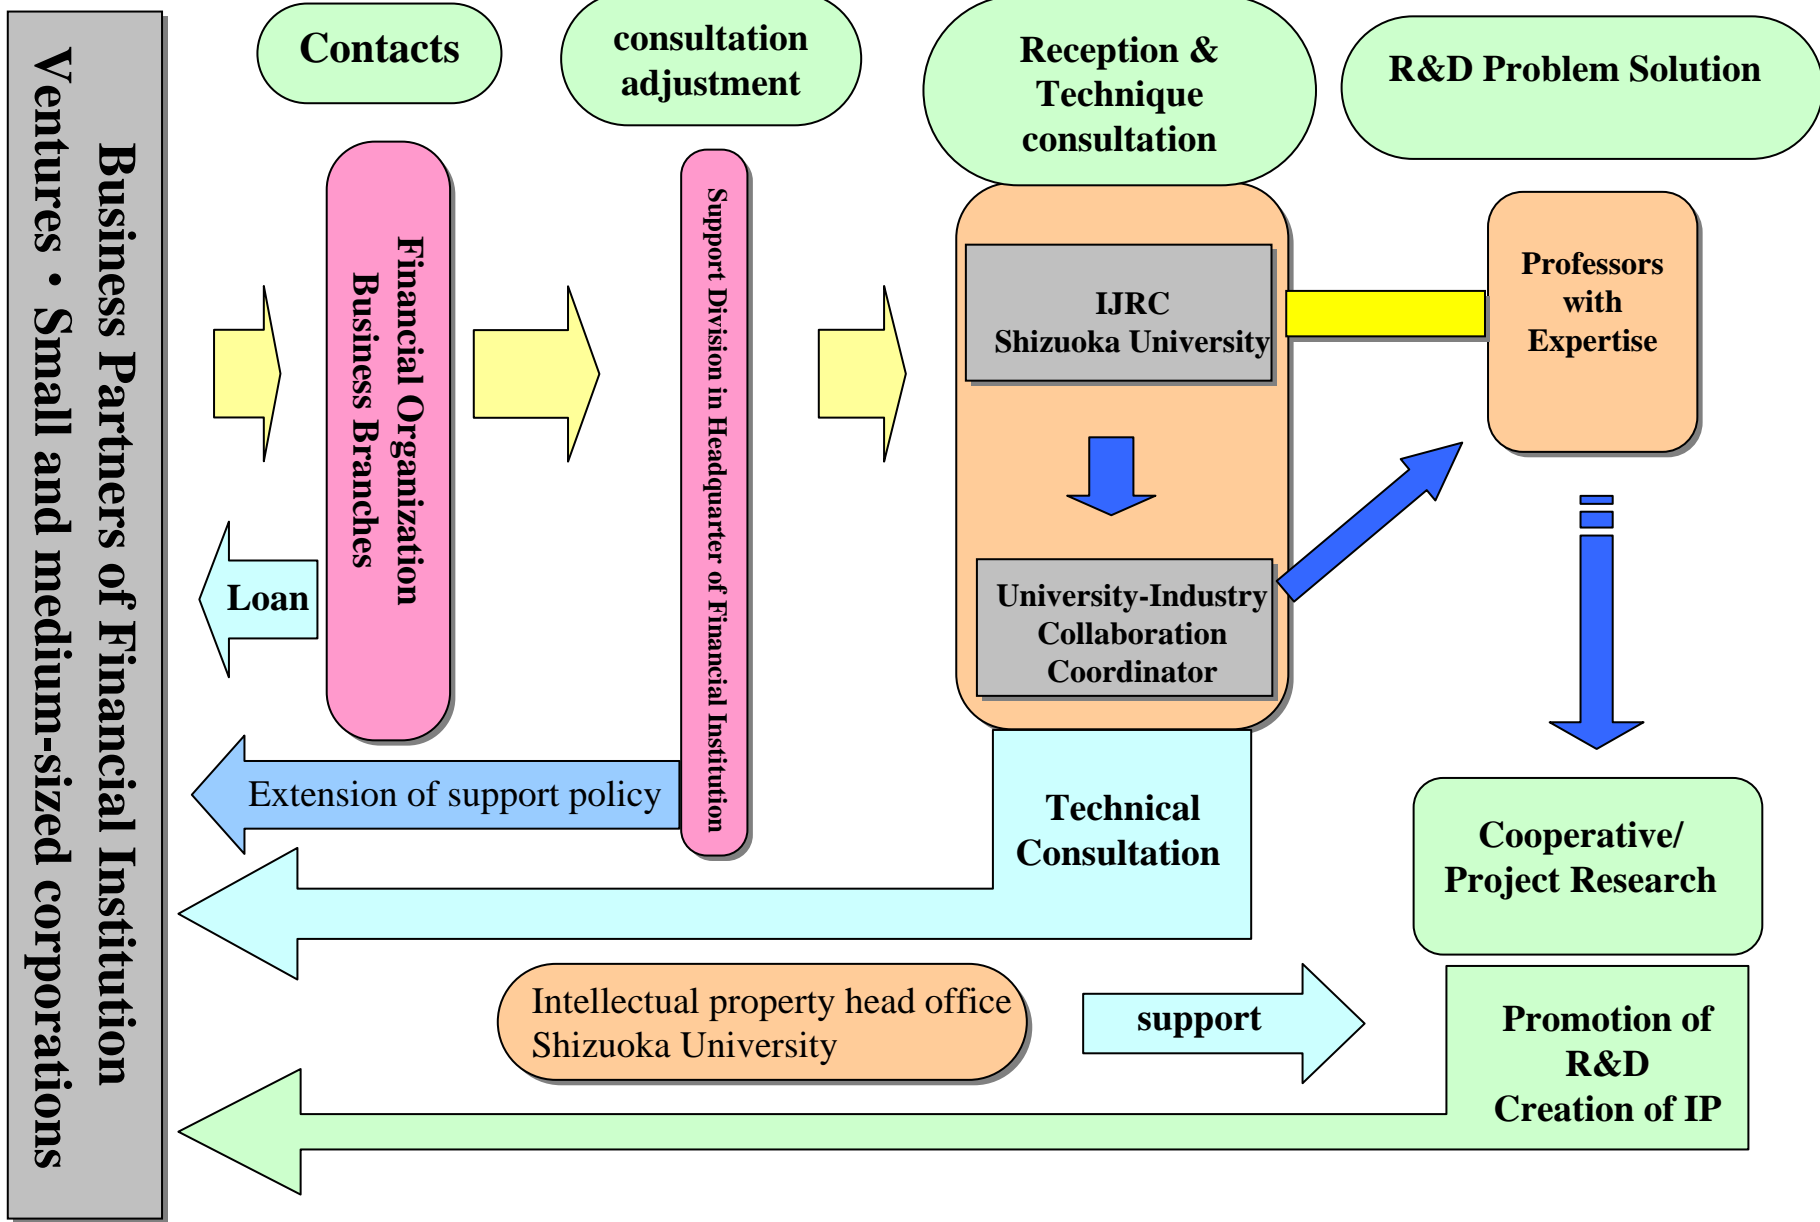 Business Partners of Financial Institution
Ventures・Small and medium-sized corporations
Contacts
consultation
adjustment
Reception &
Technique
consultation
R&D Problem Solution
Financial Organization
Business Branches
Support Division in Headquarter of Financial Institution
IJRC
Shizuoka University
Professors
with
Expertise
Loan
University-Industry
Collaboration
Coordinator
Extension of support policy
Technical
Consultation
Cooperative/
Project Research
Intellectual property head office
Shizuoka University
support
Promotion of
R&D
Creation of IP